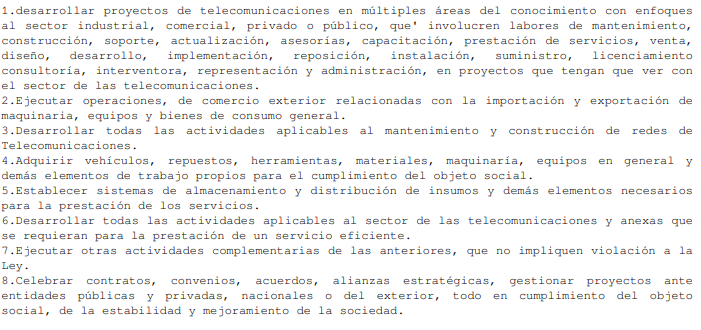 1.desarrollar proyectos de telecomunicaciones en múltiples áreas del conocimiento con enfoques
al sector industrial, comercial, privado o público, que' involucren labores de mantenimiento,
construcción, soporte, actualización, asesorías, capacitación, prestación de servicios, venta,
diseño, desarrollo, implementación, reposición, instalación, suministro, licenciamiento
consultoría, interventora, representación y administración, en proyectos que tengan que ver con
el sector de las telecomunicaciones.
2.Ejecutar operaciones, de comercio exterior relacionadas con la importación y exportación de
maquinaria, equipos y bienes de consumo general.
3.Desarrollar todas las actividades aplicables al mantenimiento y construcción de redes de
Telecomunicaciones.
4.Adquirir vehículos, repuestos, herramientas, materiales, maquinaría, equipos en general y
demás elementos de trabajo propios para el cumplimiento del objeto social.
5.Establecer sistemas de almacenamiento y distribución de insumos y demás elementos necesarios
para la prestación de los servicios.
6.Desarrollar todas las actividades aplicables al sector de las telecomunicaciones y anexas que
se requieran para la prestación de un servicio eficiente.
7.Ejecutar otras actividades complementarias de las anteriores, que no impliquen violación a la
Ley.
8.Celebrar contratos, convenios, acuerdos, alianzas estratégicas, gestionar proyectos ante
entidades públicas y privadas, nacionales o del exterior, todo en cumplimiento del objeto
social, de la estabilidad y mejoramiento de la sociedad.